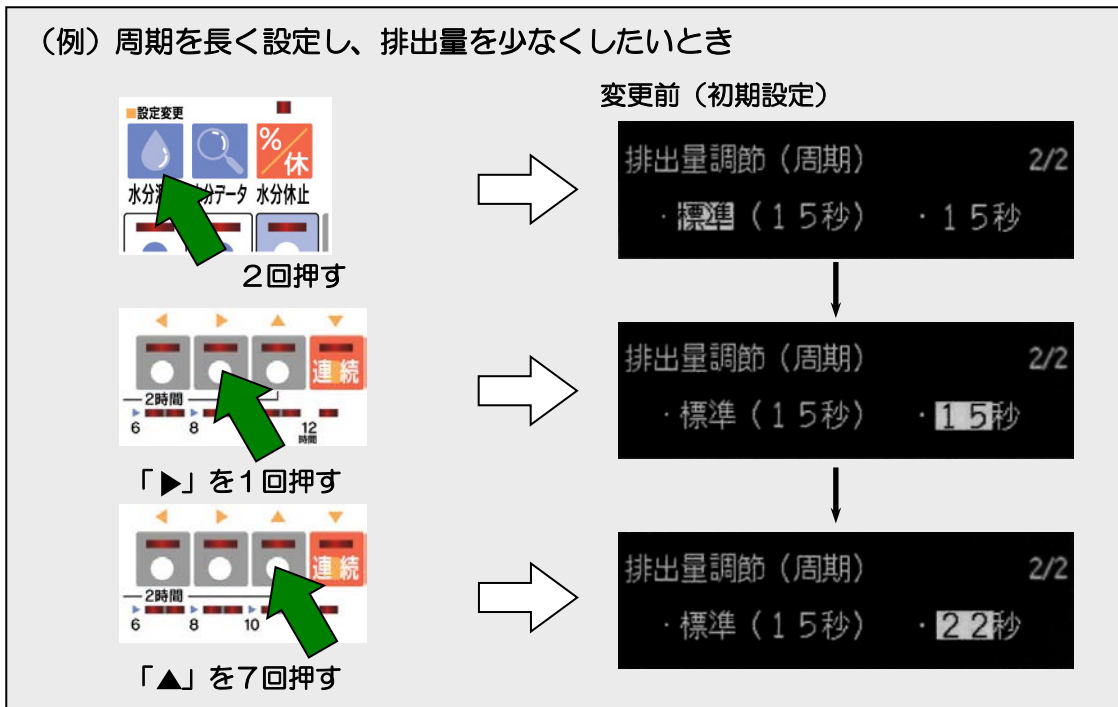 （例）周期を長く設定し、排出量を少なくしたいとき
変更前（初期設定）
■設定変更
%/休
水分データ 水分休止
2回押す
排出量調節（周期） 2/2
・標準（15秒） ・15秒
◀ ▶ ▲ ▼
連続
2時間
6 8 12
時間
「▶」を1回押す
排出量調節（周期） 2/2
・標準（15秒） ・15秒
◀ ▶ ▲ ▼
連続
2時間
6 8 10
「▲」を7回押す
排出量調節（周期） 2/2
・標準（15秒） ・22秒